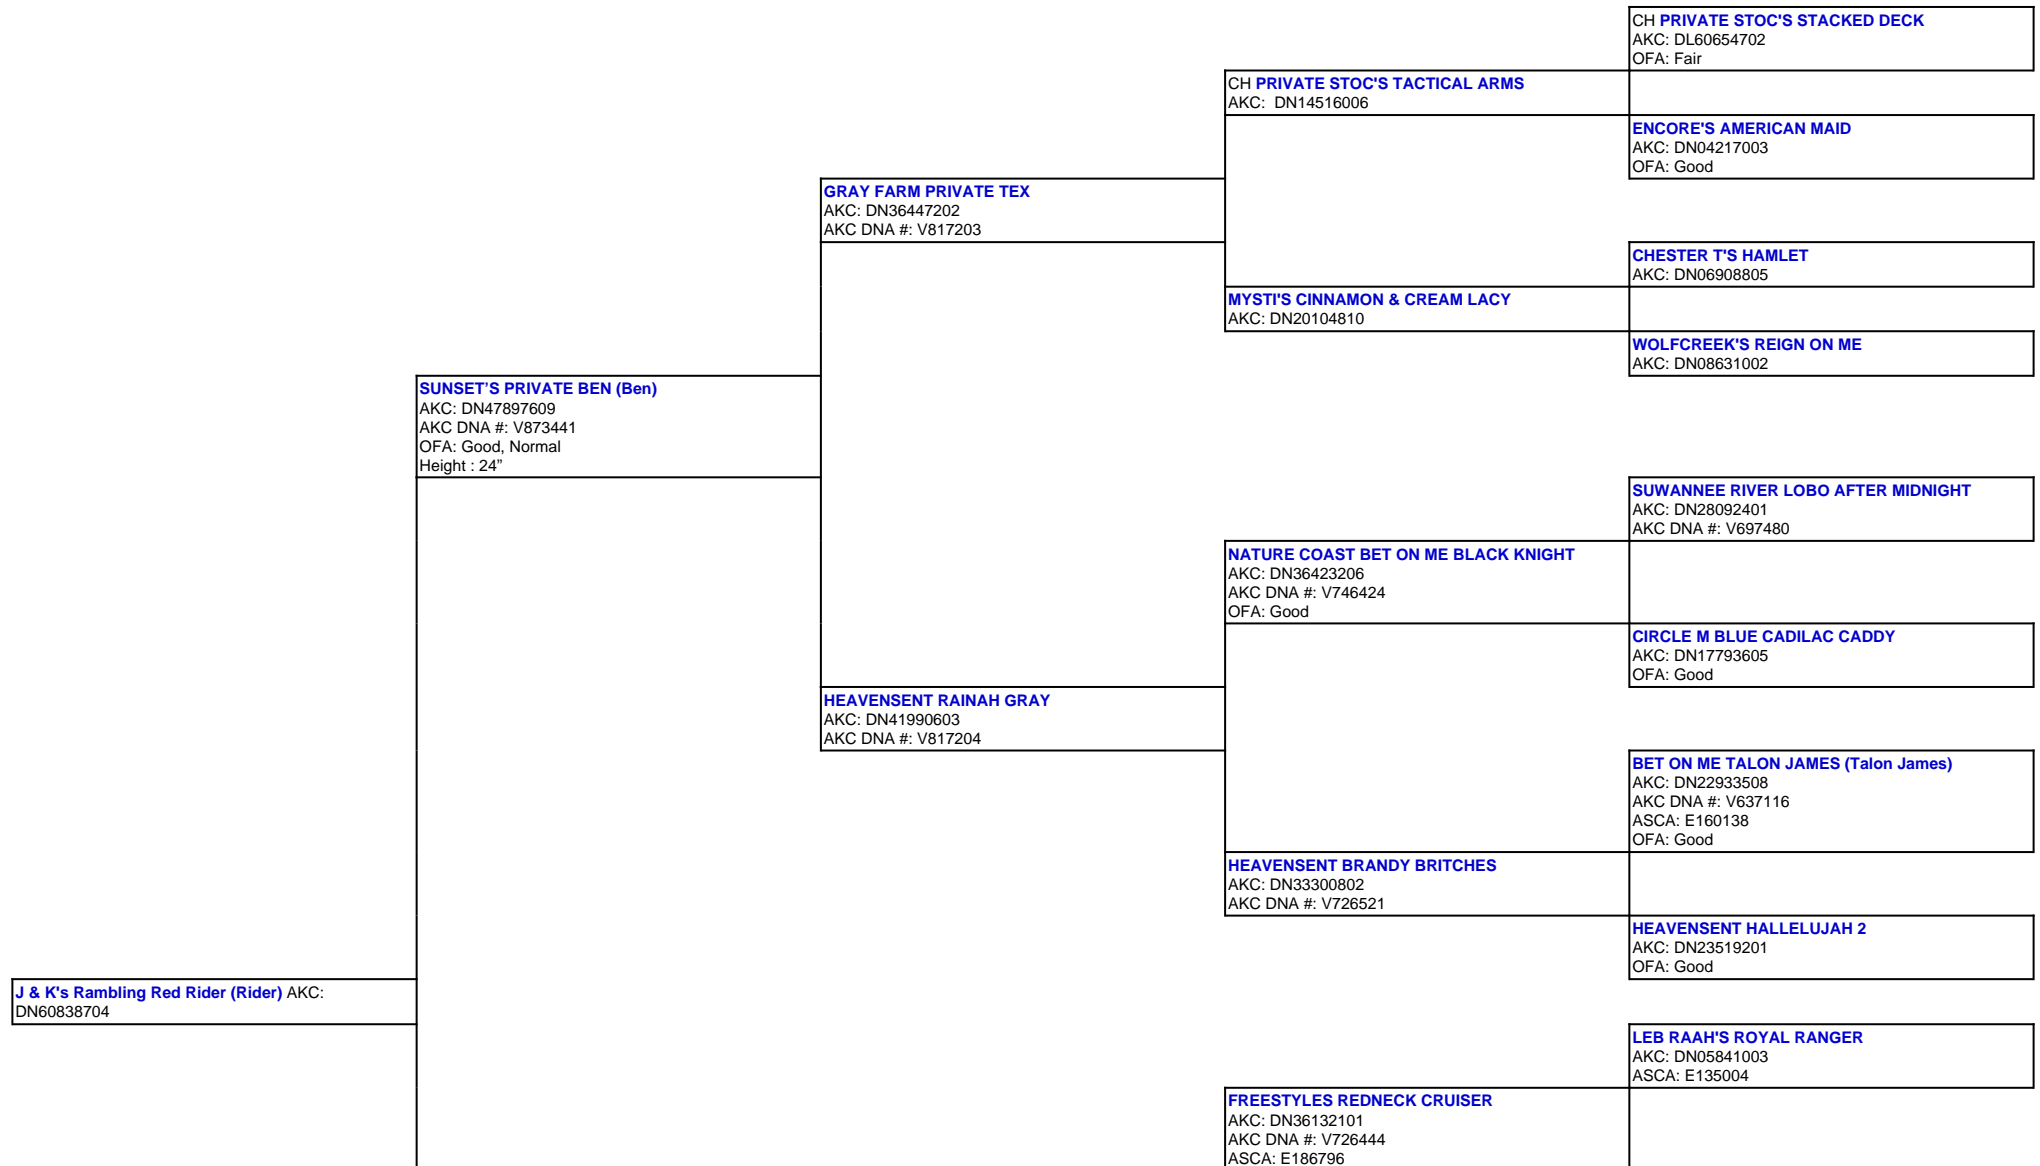 CH PRIVATE STOC'S STACKED DECK
AKC: DL60654702
OFA: Fair
CH PRIVATE STOC'S TACTICAL ARMS
AKC:  DN14516006
ENCORE'S AMERICAN MAID
AKC: DN04217003
OFA: Good
GRAY FARM PRIVATE TEX
AKC: DN36447202
AKC DNA #: V817203
CHESTER T'S HAMLET
AKC: DN06908805
MYSTI'S CINNAMON & CREAM LACY
AKC: DN20104810
WOLFCREEK'S REIGN ON ME
AKC: DN08631002
SUNSET’S PRIVATE BEN (Ben)
AKC: DN47897609
AKC DNA #: V873441
OFA: Good, Normal
Height : 24”
SUWANNEE RIVER LOBO AFTER MIDNIGHT
AKC: DN28092401
AKC DNA #: V697480
NATURE COAST BET ON ME BLACK KNIGHT
AKC: DN36423206
AKC DNA #: V746424
OFA: Good
CIRCLE M BLUE CADILAC CADDY
AKC: DN17793605
OFA: Good
HEAVENSENT RAINAH GRAY
AKC: DN41990603
AKC DNA #: V817204
BET ON ME TALON JAMES (Talon James)
AKC: DN22933508
AKC DNA #: V637116
ASCA: E160138
OFA: Good
HEAVENSENT BRANDY BRITCHES
AKC: DN33300802
AKC DNA #: V726521
HEAVENSENT HALLELUJAH 2
AKC: DN23519201
OFA: Good
J & K's Rambling Red Rider (Rider) AKC:
DN60838704
LEB RAAH'S ROYAL RANGER
AKC: DN05841003
ASCA: E135004
FREESTYLES REDNECK CRUISER
AKC: DN36132101
AKC DNA #: V726444
ASCA: E186796